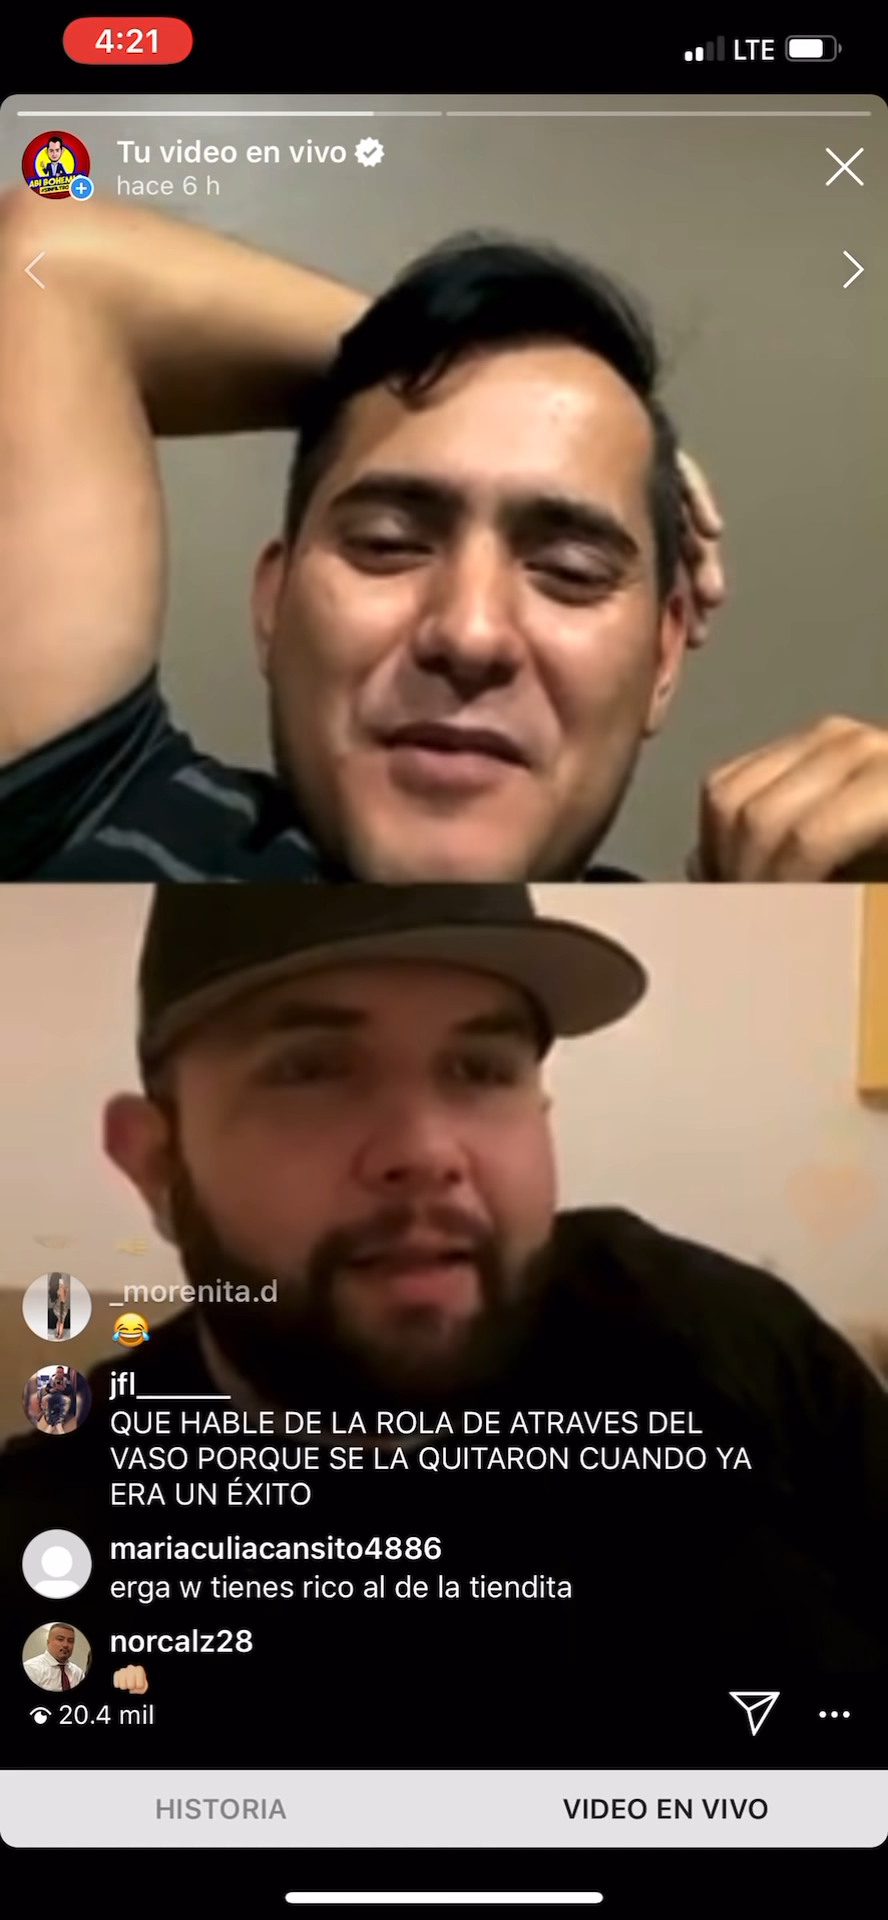 4:21
LTE
Tu video en vivo
hace 6 h
ABI BOHEMI
_morenita.d
jfl______
QUE HABLE DE LA ROLA DE ATRAVES DEL
VASO PORQUE SE LA QUITARON CUANDO YA
ERA UN ÉXITO
mariaculiacansito4886
erga w tienes rico al de la tiendita
norcalz28
20.4 mil
HISTORIA
VIDEO EN VIVO